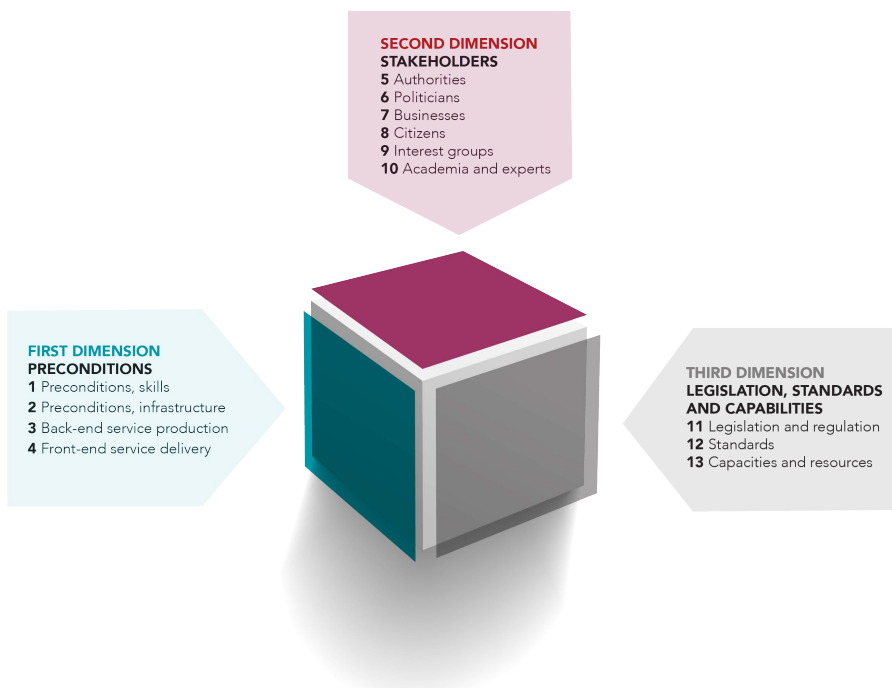 SECOND DIMENSION
STAKEHOLDERS
5 Authorities
6 Politicians
7 Businesses
8 Citizens
9 Interest groups
10 Academia and experts
FIRST DIMENSION
PRECONDITIONS
1 Preconditions, skills
2 Preconditions, infrastructure
3 Back-end service production
4 Front-end service delivery
THIRD DIMENSION
LEGISLATION, STANDARDS
AND CAPABILITIES
11 Legislation and regulation
12 Standards
13 Capacities and resources